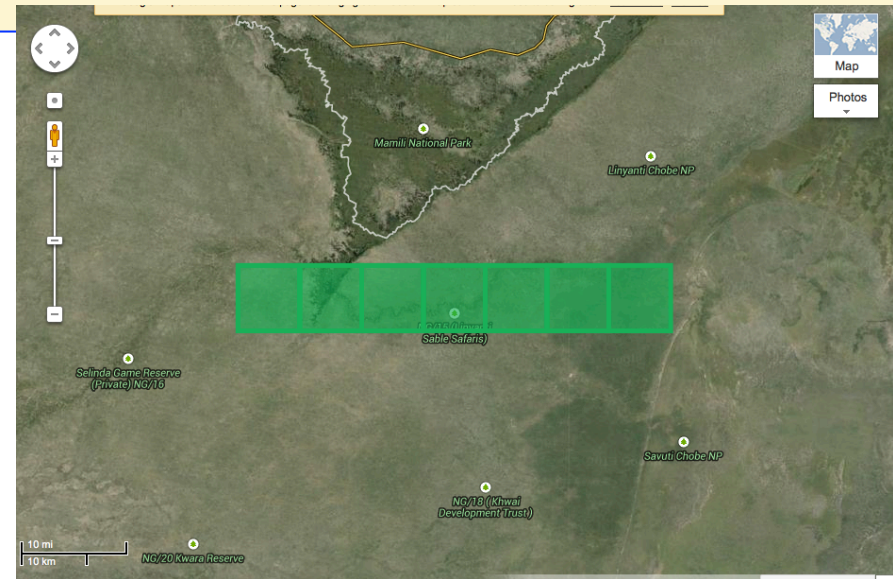 Map
Photos
Mamili National Park
Linyanti Chobe NP
Sable Safaris)
Selinda Game Reserve
(Private) NG/16
Savuti Chobe NP
NG/18 ( Khwai
Development Trust )
10 mi
10 km
NG/20 Kwara Reserve